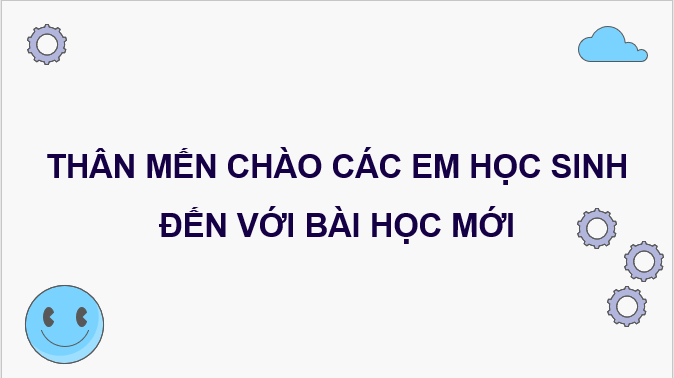 THÂN MẾN CHÀO CÁC EM HỌC SINH
ĐẾN VỚI BÀI HỌC MỚI